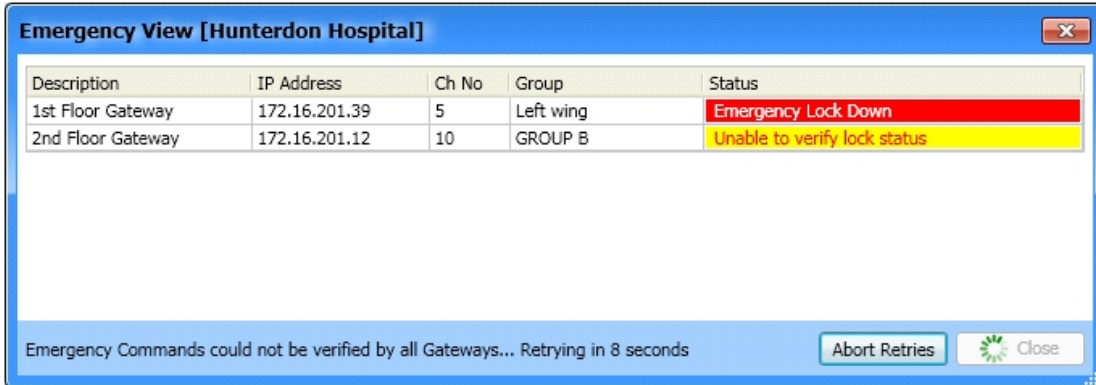 Emergency View [Hunterdon Hospital]
Description IP Address Ch No Group Status
1st Floor Gateway 172.16.201.39 5 Left wing Emergency Lock Down
2nd Floor Gateway 172.16.201.12 10 GROUP B Unable to verify lock status
Emergency Commands could not be verified by all Gateways... Retrying in 8 seconds Abort Retries Close